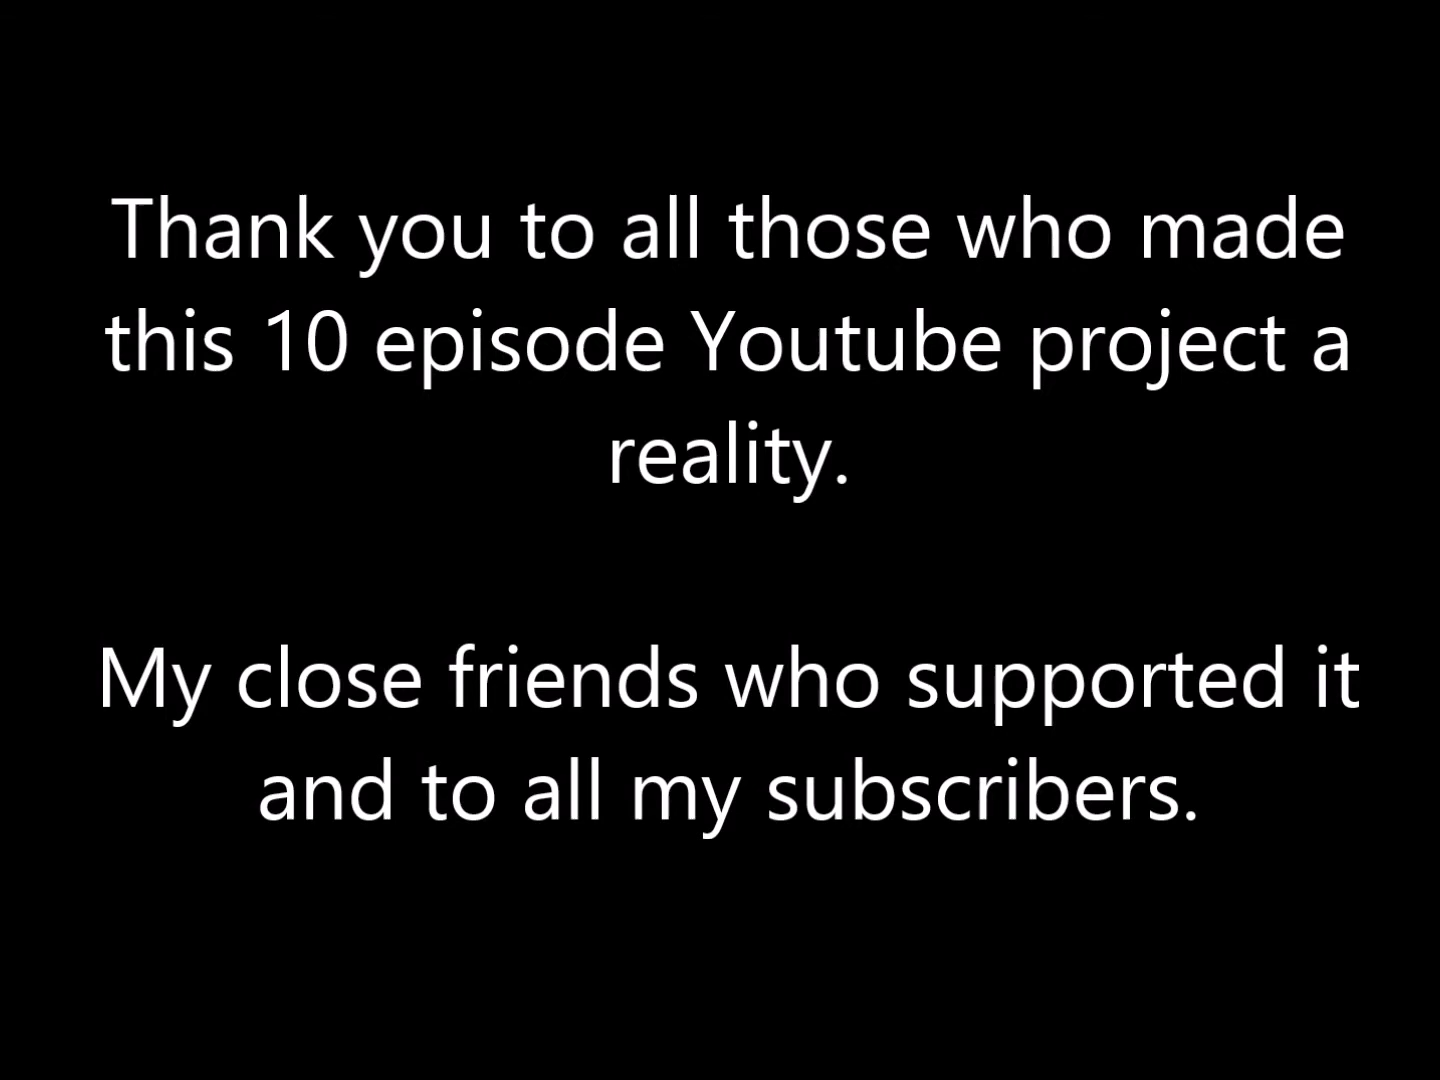 Thank you to all those who made
this 10 episode Youtube project a
reality.
My close friends who supported it
and to all my subscribers.